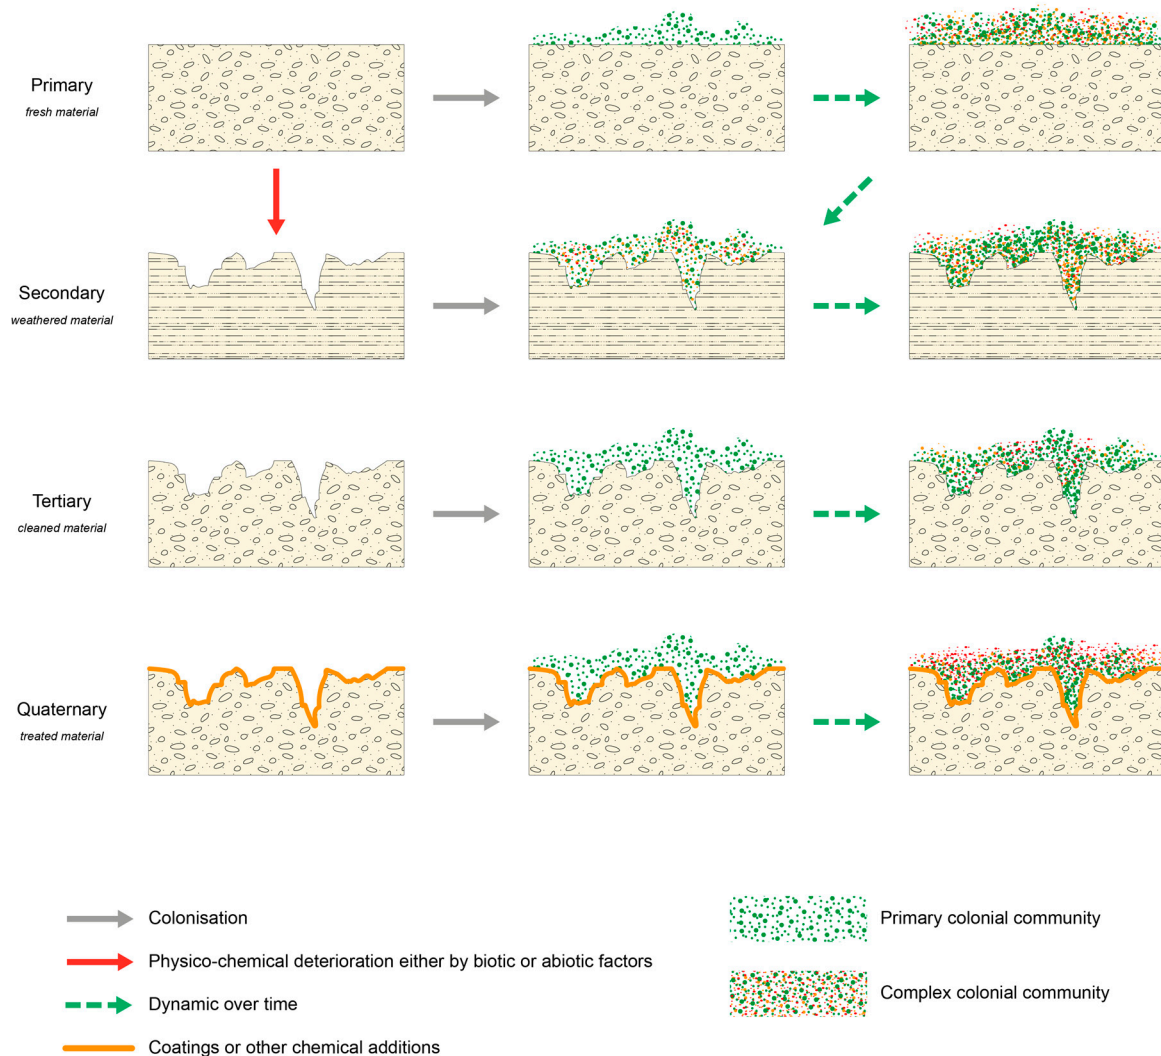 Primary
fresh material
Secondary
weathered material
Tertiary
cleaned material
Quaternary
treated material
Colonisation
Physico-chemical deterioration either by biotic or abiotic factors
Dynamic over time
Coatings or other chemical additions
Primary colonial community
Complex colonial community